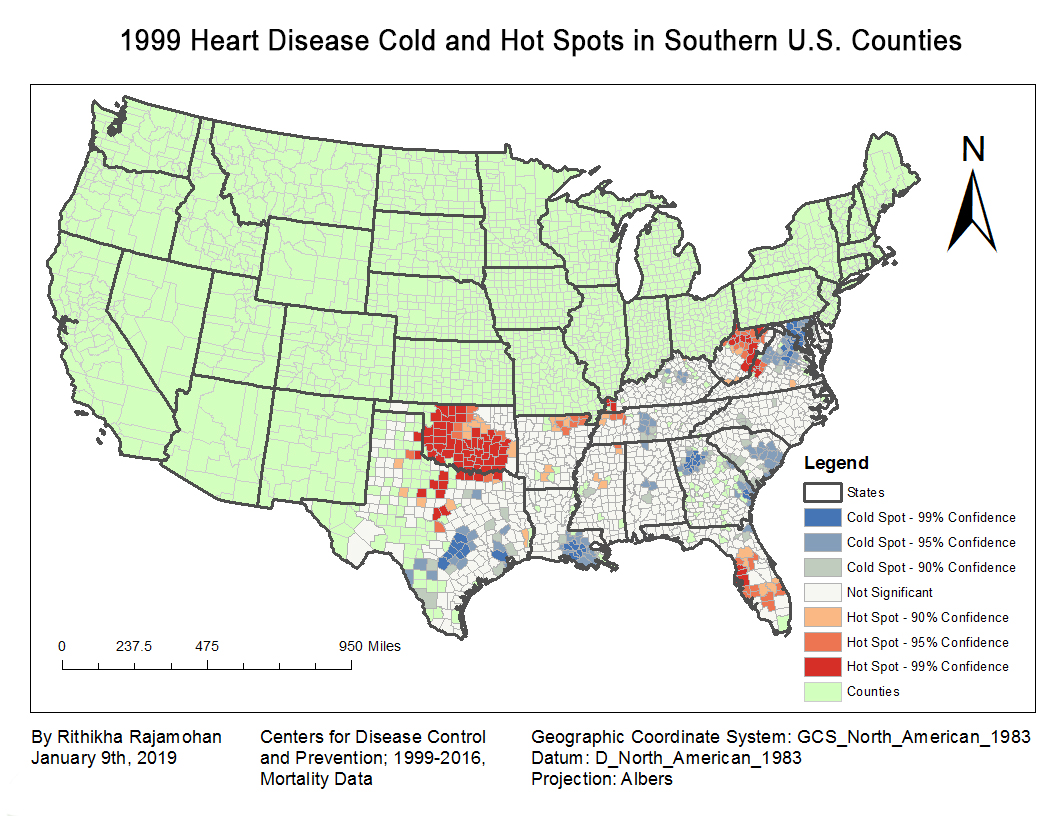 1999 Heart Disease Cold and Hot Spots in Southern U.S. Counties
N
Legend
States
Cold Spot - 99% Confidence
Cold Spot - 95% Confidence
Cold Spot - 90% Confidence
Not Significant
Hot Spot - 90% Confidence
Hot Spot - 95% Confidence
Hot Spot - 99% Confidence
Counties
0 237.5 475 950 Miles
By Rithikha Rajamohan
January 9th, 2019
Centers for Disease Control
and Prevention; 1999-2016,
Mortality Data
Geographic Coordinate System: GCS_North_American_1983
Datum: D_North_American_1983
Projection: Albers